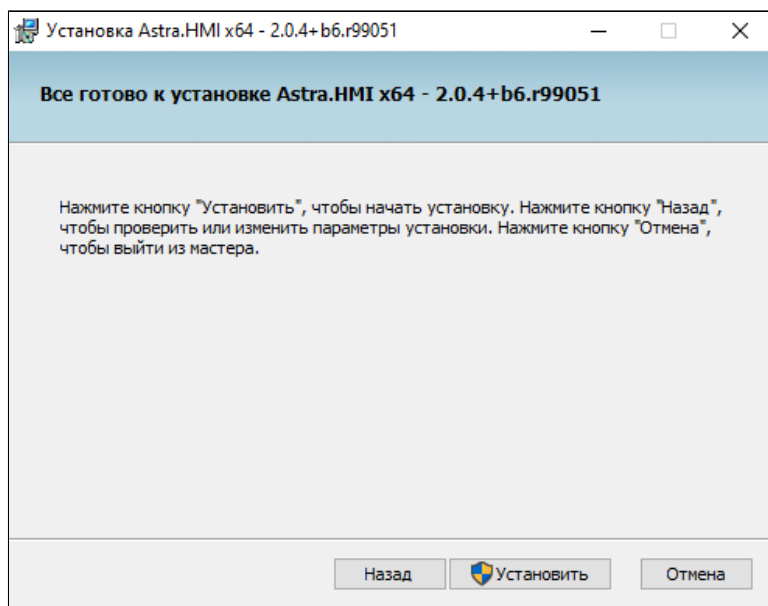 Установка Astra.HMI x64 - 2.0.4+b6.r99051
Все готово к установке Astra.HMI x64 - 2.0.4+b6.r99051
Нажмите кнопку "Установить", чтобы начать установку. Нажмите кнопку "Назад",
чтобы проверить или изменить параметры установки. Нажмите кнопку "Отмена",
чтобы выйти из мастера.
Назад Установить Отмена